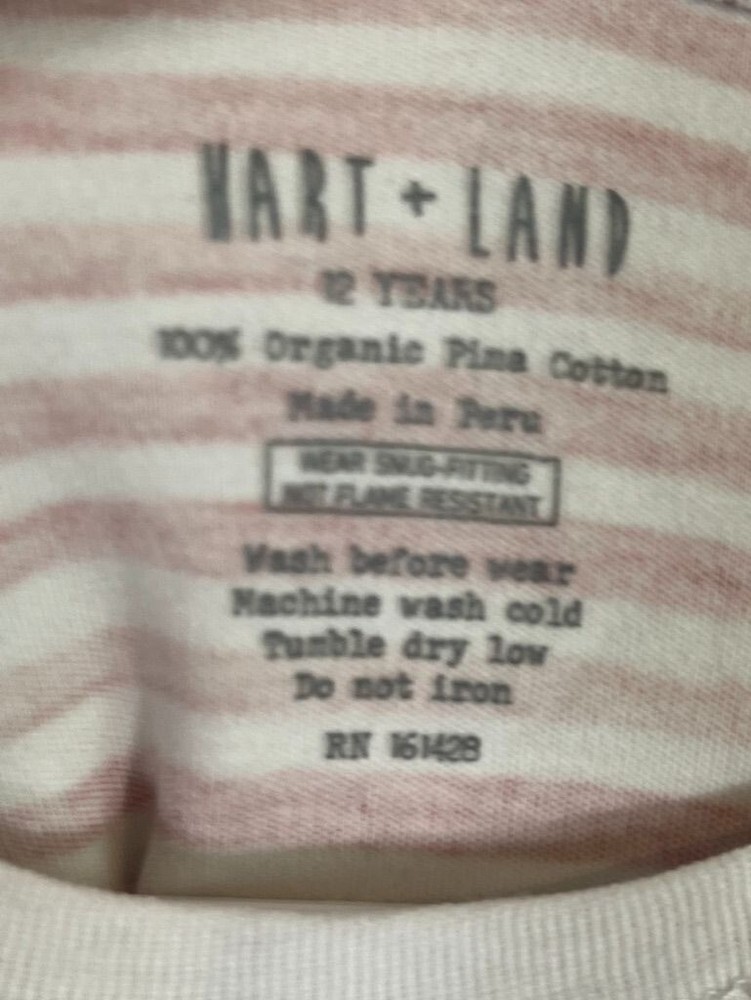 HART + LAND
12 YEARS
100% Organic Pima Cotton
Made in Peru
WEAR SNUG-FITTING
NOT FLAME RESISTANT
Wash before wear
Machine wash cold
Tumble dry low
Do not iron
RN 161428